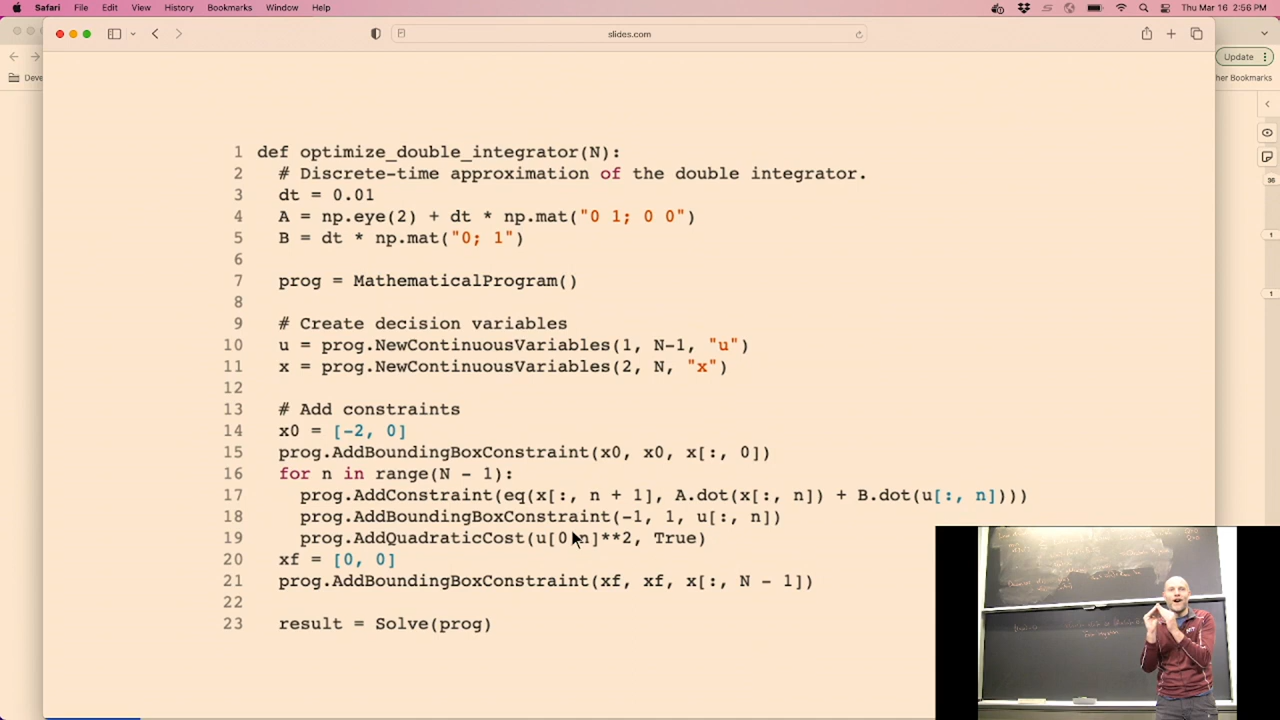 Safari File Edit View History Bookmarks Window Help Thu Mar 16 2:56 PM
slides.com
Update
Deve
her Bookmarks
36
1
1
1 def optimize_double_integrator(N):
2 # Discrete-time approximation of the double integrator.
3 dt = 0.01
4 A = np.eye(2) + dt * np.mat("0 1; 0 0")
5 B = dt * np.mat("0; 1")
6
7 prog = MathematicalProgram()
8
9 # Create decision variables
10 u = prog.NewContinuousVariables(1, N-1, "u")
11 x = prog.NewContinuousVariables(2, N, "x")
12
13 # Add constraints
14 x0 = [-2, 0]
15 prog.AddBoundingBoxConstraint(x0, x0, x[:, 0])
16 for n in range(N - 1):
17 prog.AddConstraint(eq(x[:, n + 1], A.dot(x[:, n]) + B.dot(u[:, n])))
18 prog.AddBoundingBoxConstraint(-1, 1, u[:, n])
19 prog.AddQuadraticCost(u[0,n]**2, True)
20 xf = [0, 0]
21 prog.AddBoundingBoxConstraint(xf, xf, x[:, N - 1])
22
23 result = Solve(prog)